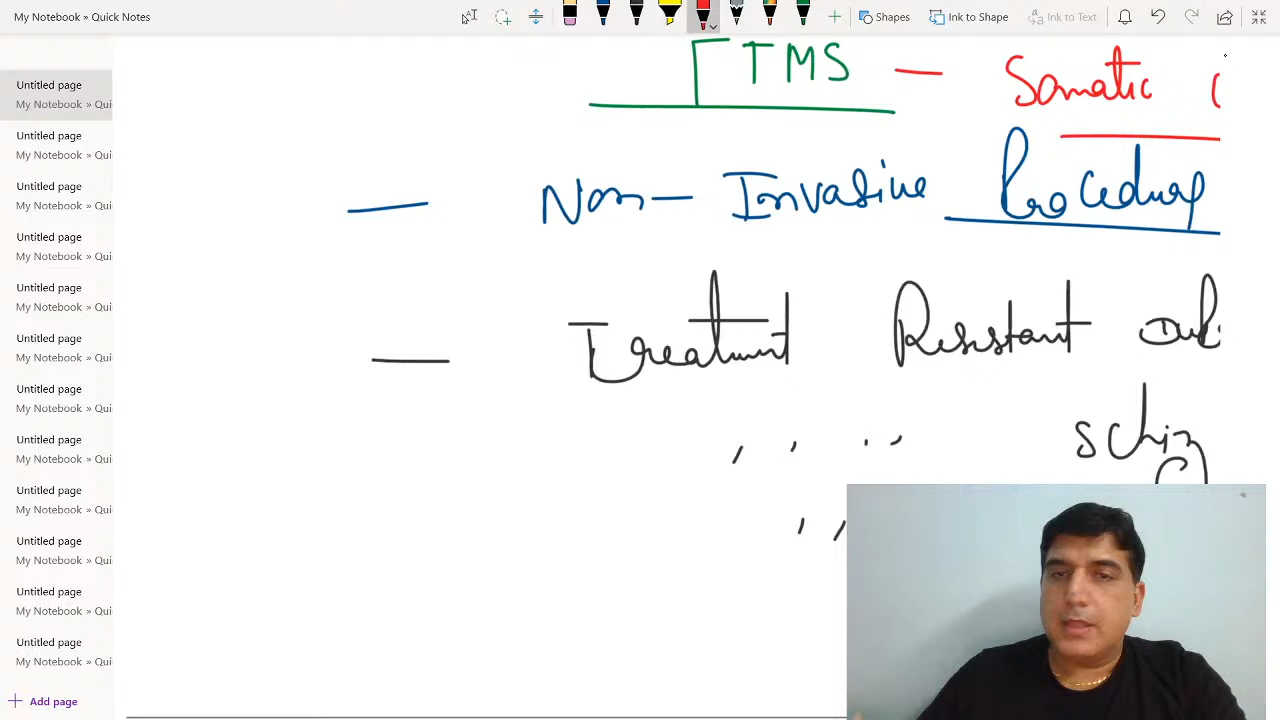 My Notebook » Quick Notes
Shapes
Ink to Shape
Ink to Text
Untitled page
My Notebook » Qui
Untitled page
My Notebook » Qui
Untitled page
My Notebook » Qui
Untitled page
My Notebook » Qui
Untitled page
My Notebook » Qui
Untitled page
My Notebook » Qui
Untitled page
My Notebook » Qui
Untitled page
My Notebook » Qui
Untitled page
My Notebook » Qui
Untitled page
My Notebook » Qui
Untitled page
My Notebook » Qui
Untitled page
My Notebook » Qui
Add page
TMS — Somatic
— Non-Invasive Procedure
— Treatment Resistant
schiz